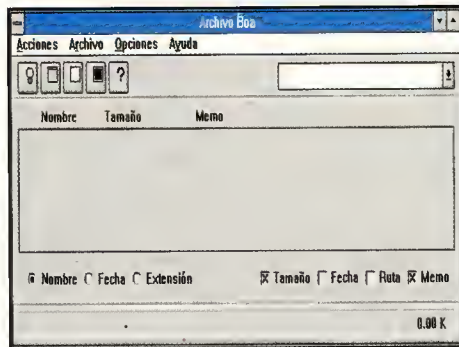 Archivo Boa
Acciones Archivo Opciones Ayuda
?
Nombre Tamaño Memo
Nombre Fecha Extensión Tamaño Fecha Ruta Memo
0.00 K